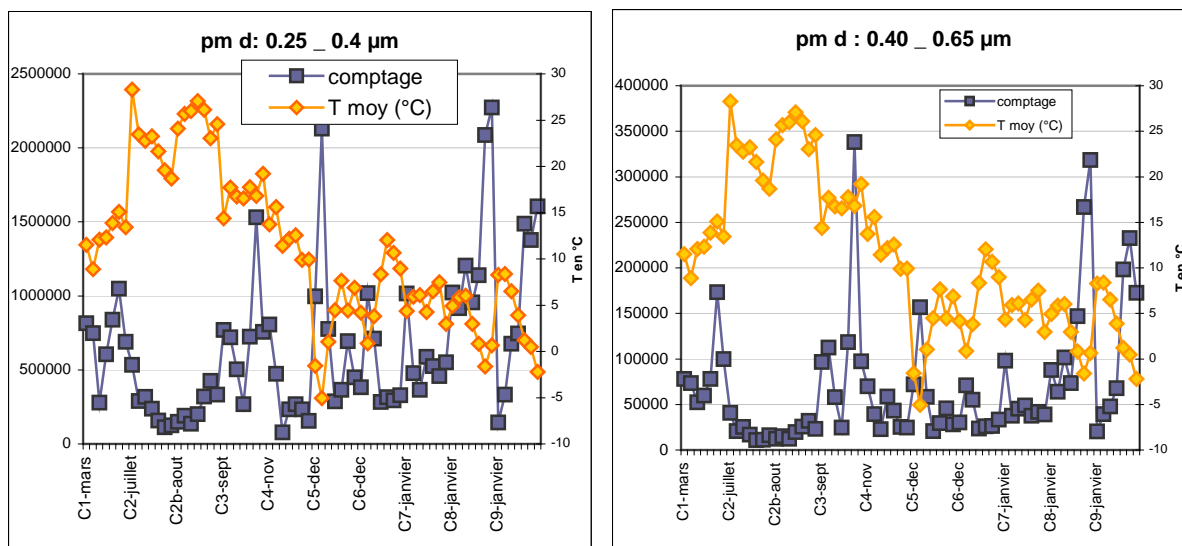 pm d: 0.25 _ 0.4 µm
comptage
T moy (°C)
2500000
2000000
1500000
1000000
500000
0
30
25
20
15
10
5
0
-5
-10
T en °C
C1-mars
C2-juillet
C2b-aout
C3-sept
C4-nov
C5-dec
C6-dec
C7-janvier
C8-janvier
C9-janvier
pm d : 0.40 _ 0.65 µm
comptage
T moy (°C)
400000
350000
300000
250000
200000
150000
100000
50000
0
30
25
20
15
10
5
0
-5
-10
T en °C
C1-mars
C2-juillet
C2b-aout
C3-sept
C4-nov
C5-dec
C6-dec
C7-janvier
C8-janvier
C9-janvier